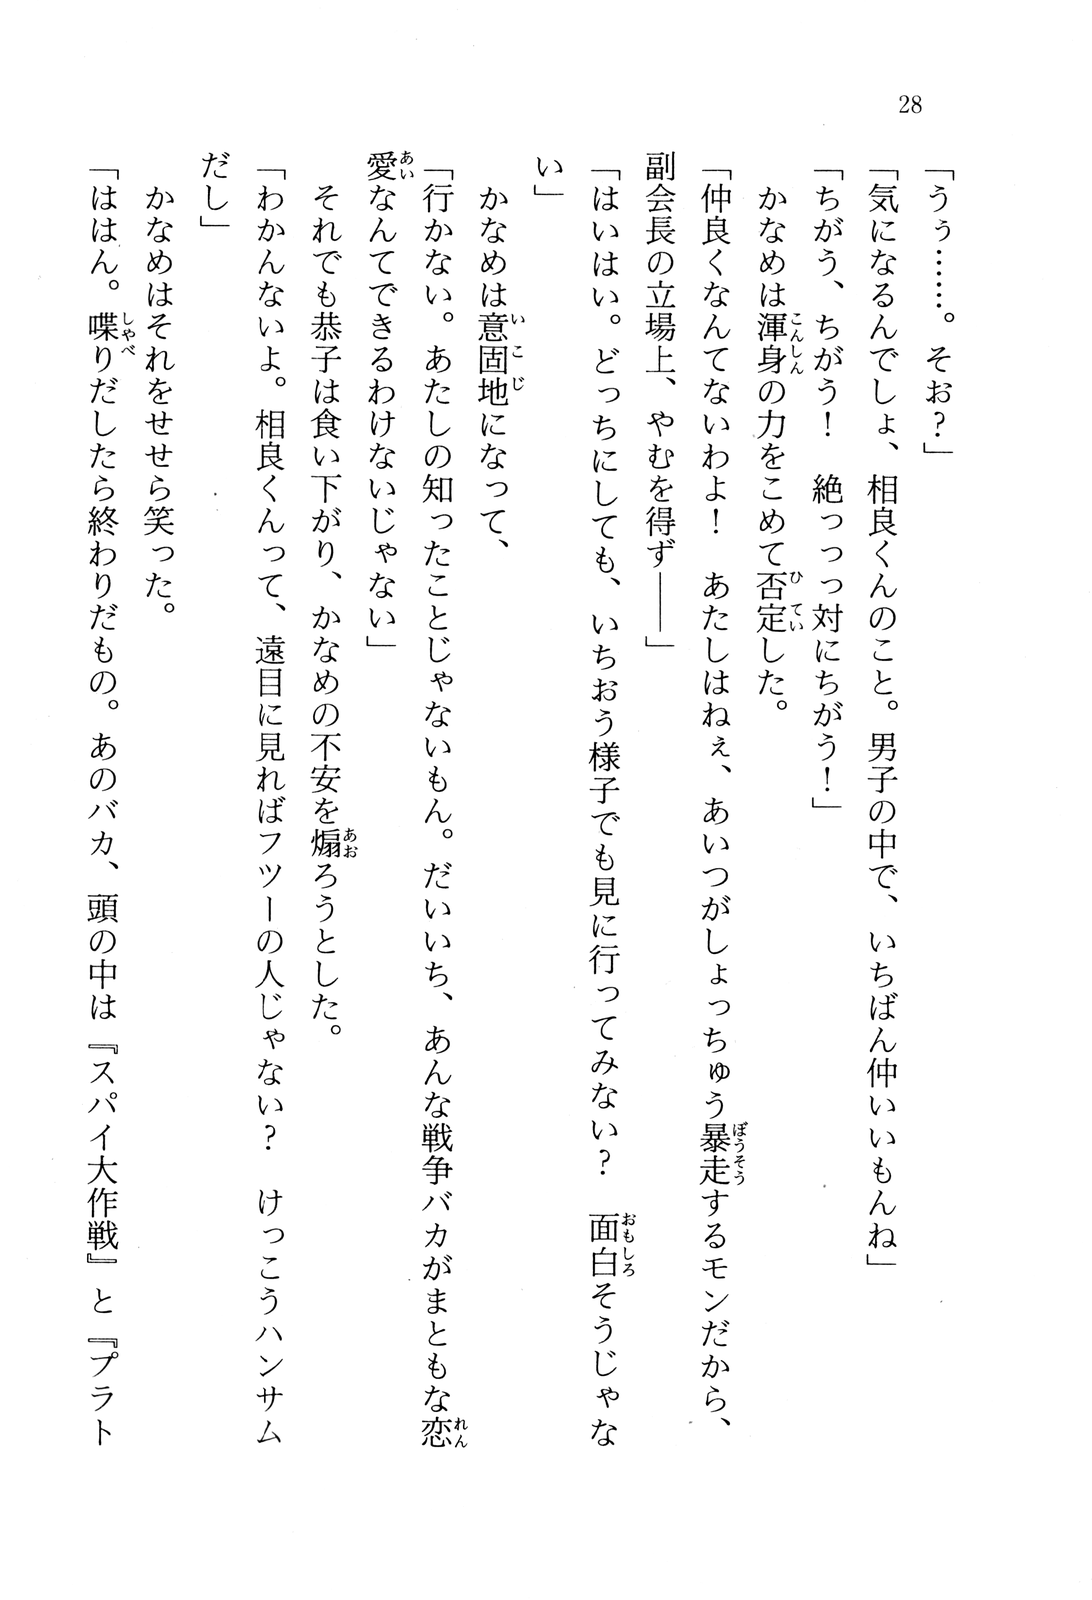 28
「うぅ……。そお？」
「気になるんでしょ、相良くんのこと。男子の中で、いちばん仲いいもんね」
「ちがう、ちがう！　絶っっっ対にちがう！」
　かなめは渾身の力をこめて否定した。
「仲良くなんてないわよ！　あたしはねぇ、あいつがしょっちゅう暴走するモンだから、
副会長の立場上、やむを得ず――」
「はいはい。どっちにしても、いちおう様子でも見に行ってみない？　面白そうじゃな
い」
　かなめは意固地になって、
「行かない。あたしの知ったことじゃないもん。だいいち、あんな戦争バカがまともな恋
愛なんてできるわけないじゃない」
　それでも恭子は食い下がり、かなめの不安を煽ろうとした。
「わかんないよ。相良くんって、遠目に見ればフツーの人じゃない？　けっこうハンサム
だし」
　かなめはそれをせせら笑った。
「ははん。喋りだしたら終わりだもの。あのバカ、頭の中は『スパイ大作戦』と『プラト